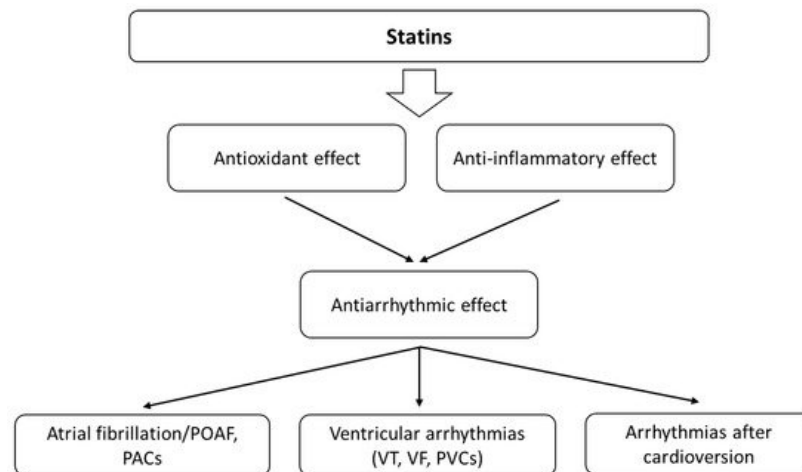 Statins
Antioxidant effect
Anti-inflammatory effect
Antiarrhythmic effect
Atrial fibrillation/POAF,
PACs
Ventricular arrhythmias
(VT, VF, PVCs)
Arrhythmias after
cardioversion